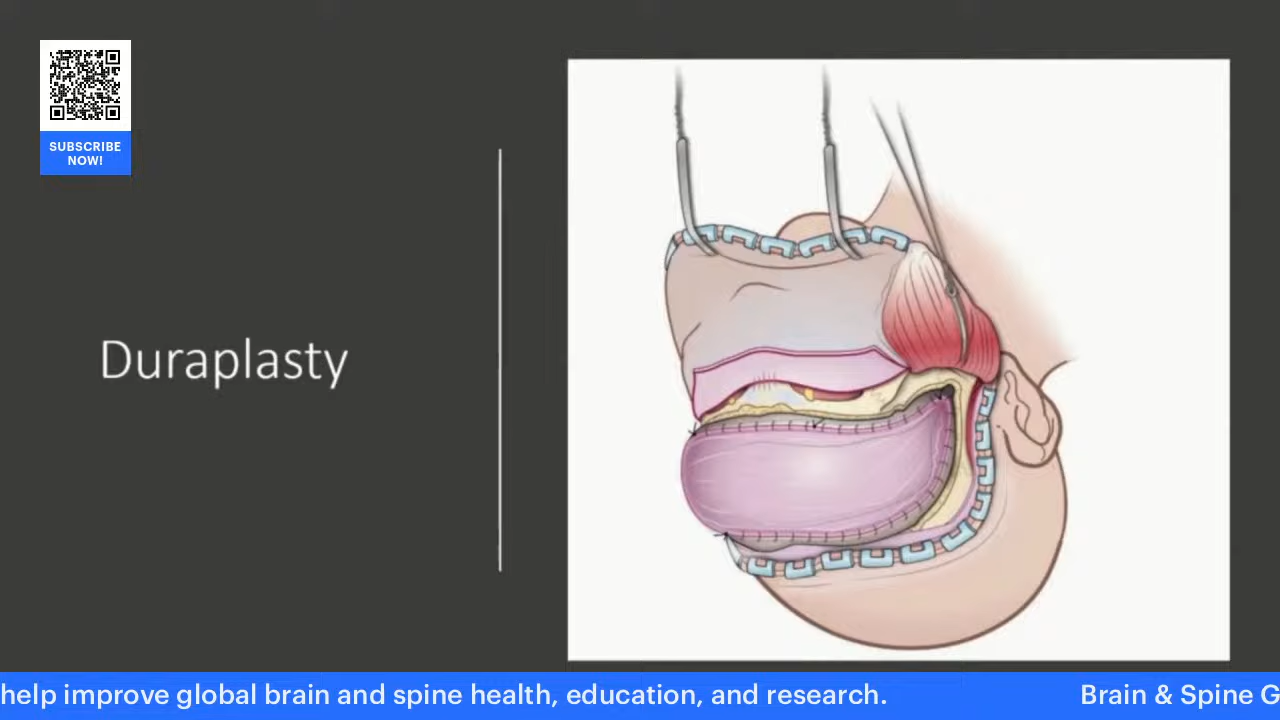 SUBSCRIBE
NOW!
Duraplasty
help improve global brain and spine health, education, and research.
Brain & Spine G